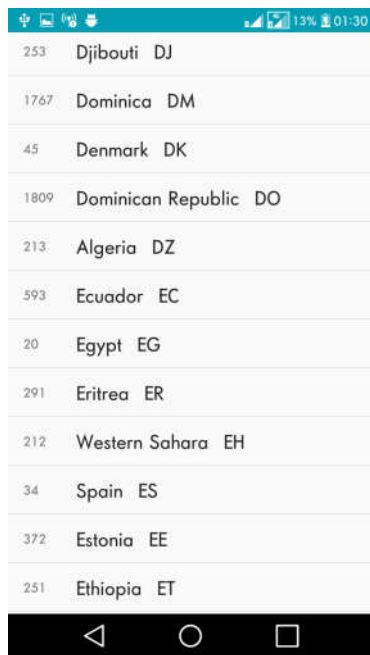 13% 01:30
253 Djibouti DJ
1767 Dominica DM
45 Denmark DK
1809 Dominican Republic DO
213 Algeria DZ
593 Ecuador EC
20 Egypt EG
291 Eritrea ER
212 Western Sahara EH
34 Spain ES
372 Estonia EE
251 Ethiopia ET